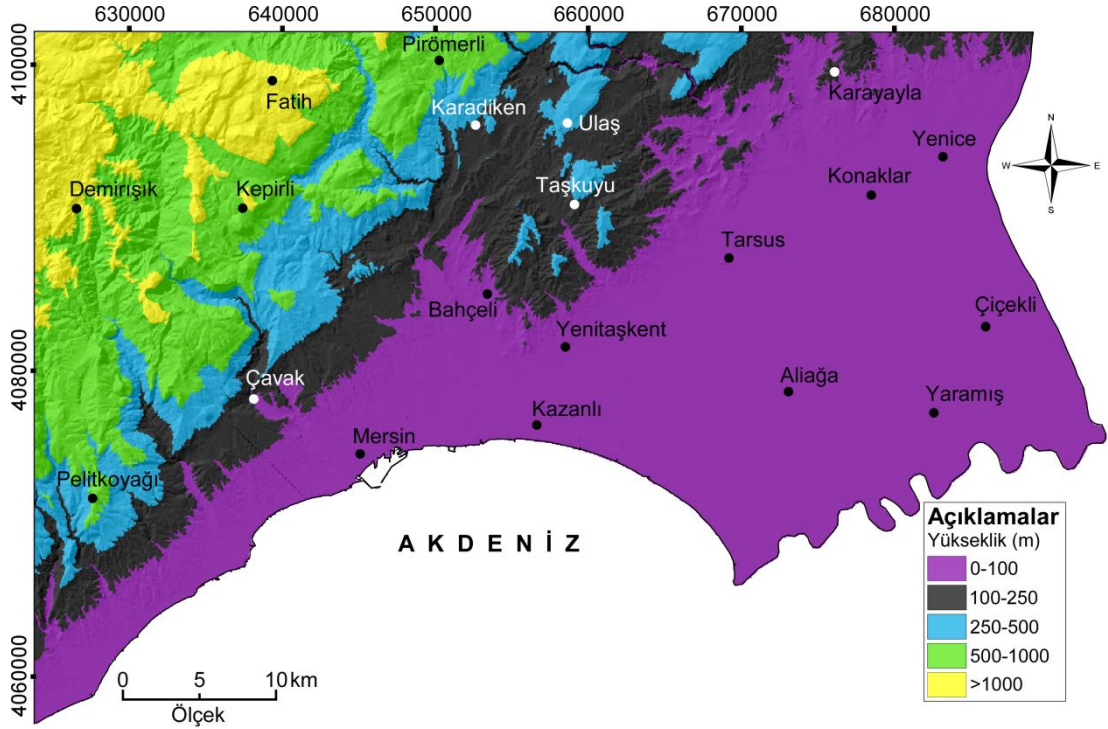 630000
640000
650000
660000
670000
680000
4100000
4080000
4060000
Pirömerli
Fatih
Karadiken
Ulaş
Karayayla
Yenice
N
W
E
S
Demirışık
Kepirli
Taşkuyu
Konaklar
Tarsus
Bahçeli
Yenitaşkent
Çiçekli
Çavak
Aliağa
Yaramış
Kazanlı
Mersin
Pelitkoyağı
AKDENİZ
Açıklamalar
Yükseklik (m)
0-100
100-250
250-500
500-1000
>1000
0 5 10 km
Ölçek